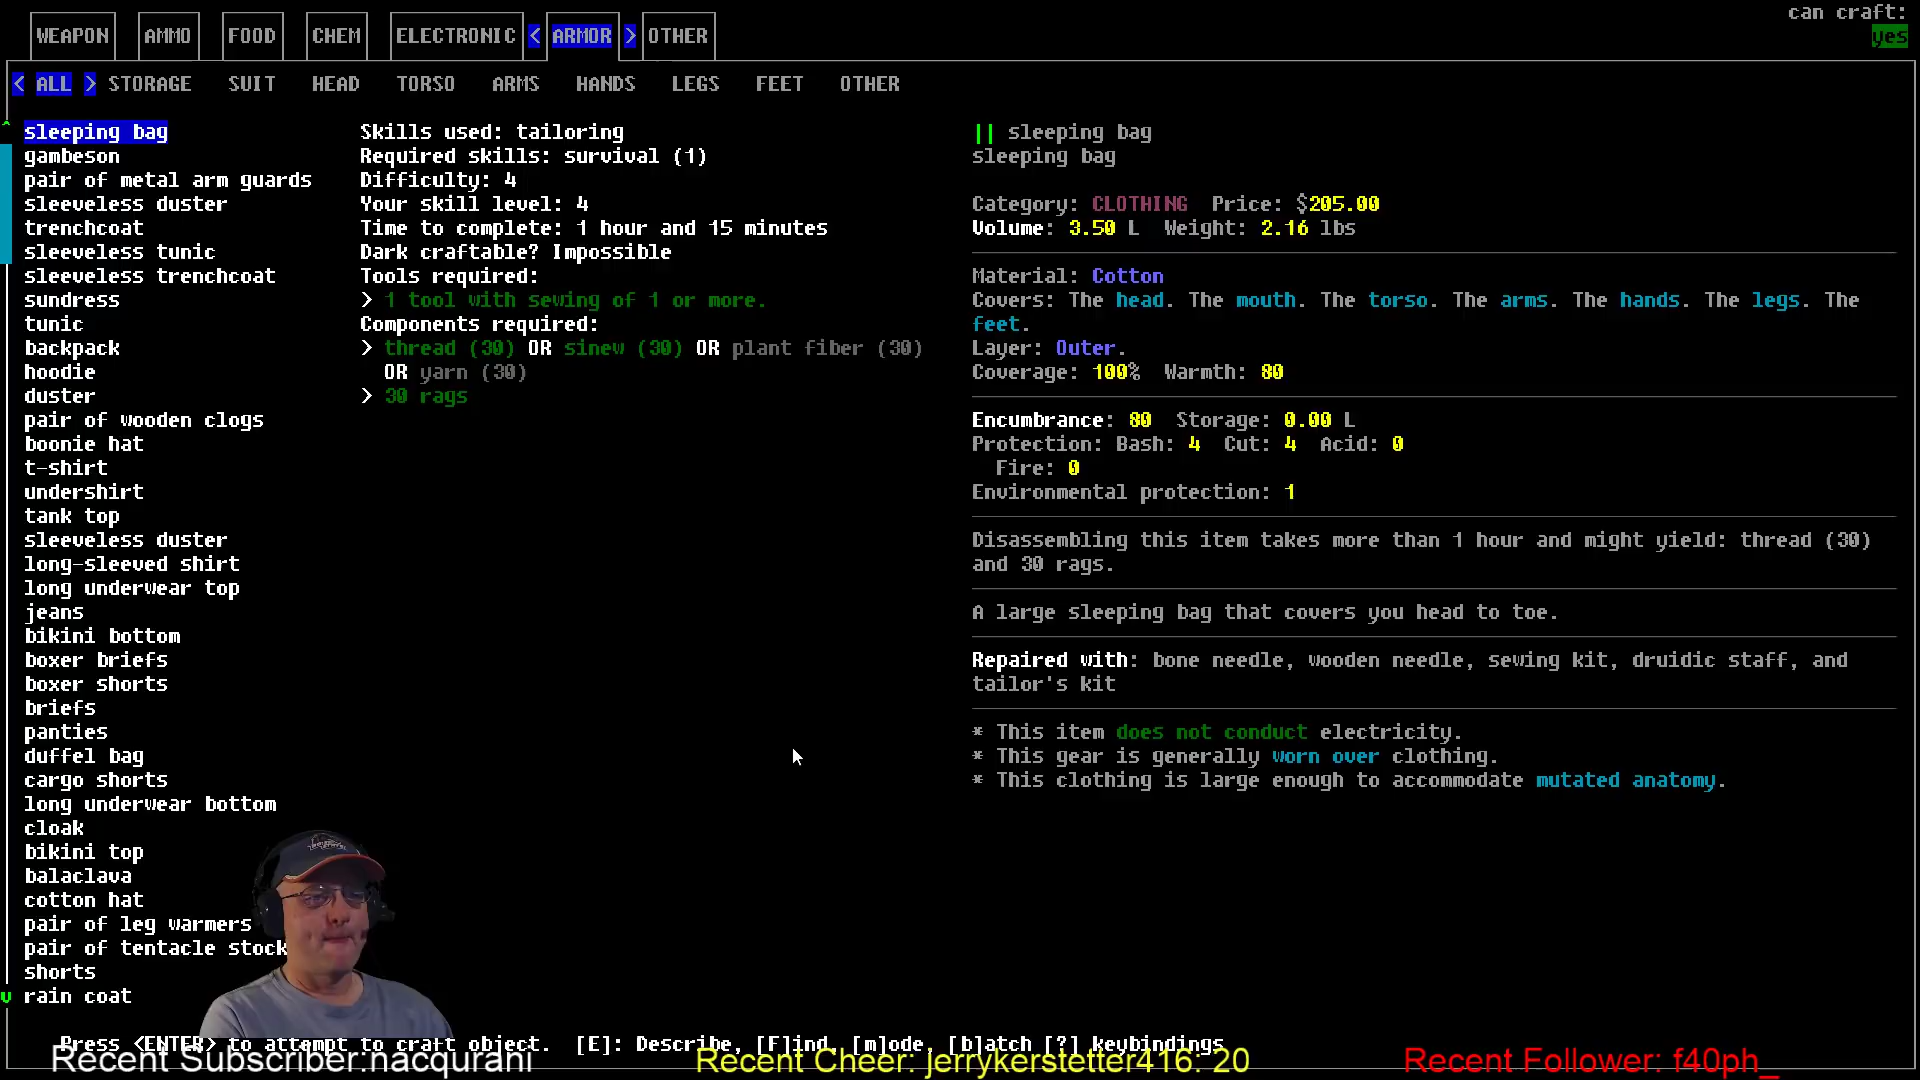 can craft:
WEAPON AMMO FOOD CHEM ELECTRONIC < ARMOR > OTHER yes
< ALL > STORAGE SUIT HEAD TORSO ARMS HANDS LEGS FEET OTHER
sleeping bag
gambeson
pair of metal arm guards
sleeveless duster
trenchcoat
sleeveless tunic
sleeveless trenchcoat
sundress
tunic
backpack
hoodie
duster
pair of wooden clogs
boonie hat
t-shirt
undershirt
tank top
sleeveless duster
long-sleeved shirt
long underwear top
jeans
bikini bottom
boxer briefs
boxer shorts
briefs
panties
duffel bag
cargo shorts
long underwear bottom
cloak
bikini top
balaclava
cotton hat
pair of leg warmers
pair of tentacle stock
shorts
v rain coat
Skills used: tailoring
Required skills: survival (1)
Difficulty: 4
Your skill level: 4
Time to complete: 1 hour and 15 minutes
Dark craftable? Impossible
Tools required:
> 1 tool with sewing of 1 or more.
Components required:
> thread (30) OR sinew (30) OR plant fiber (30)
OR yarn (30)
> 30 rags
|| sleeping bag
sleeping bag
Category: CLOTHING Price: $205.00
Volume: 3.50 L Weight: 2.16 lbs
Material: Cotton
Covers: The head. The mouth. The torso. The arms. The hands. The legs. The
feet.
Layer: Outer.
Coverage: 100% Warmth: 80
Encumbrance: 80 Storage: 0.00 L
Protection: Bash: 4 Cut: 4 Acid: 0
Fire: 0
Environmental protection: 1
Disassembling this item takes more than 1 hour and might yield: thread (30)
and 30 rags.
A large sleeping bag that covers you head to toe.
Repaired with: bone needle, wooden needle, sewing kit, druidic staff, and
tailor's kit
* This item does not conduct electricity.
* This gear is generally worn over clothing.
* This clothing is large enough to accommodate mutated anatomy.
Press <ENTER> to attempt to craft object. [E]: Describe, [F]ind, [m]ode, [b]atch [?] keybindings
Recent Subscriber:nacqurani Recent Cheer: jerrykerstetter416: 20 Recent Follower: f40ph_